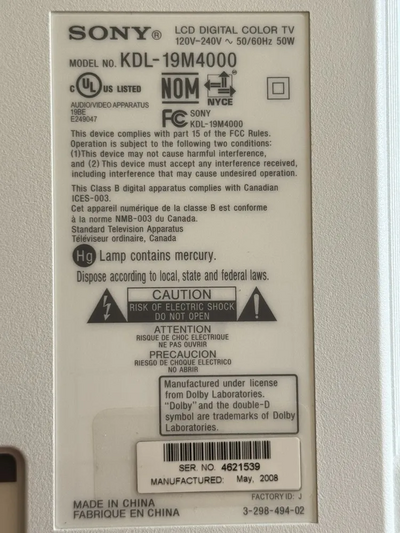 SONY® LCD DIGITAL COLOR TV
120V-240V ~ 50/60Hz 50W
MODEL NO. KDL-19M4000
C UL US LISTED
AUDIO/VIDEO APPARATUS
19BE
E249047
NOM
NYCE
FC SONY
KDL-19M4000
This device complies with part 15 of the FCC Rules.
Operation is subject to the following two conditions:
(1)This device may not cause harmful interference,
and (2) This device must accept any interference received,
including interference that may cause undesired operation.
This Class B digital apparatus complies with Canadian
ICES-003.
Cet appareil numérique de la classe B est conforme
à la norme NMB-003 du Canada.
Standard Television Apparatus
Téléviseur ordinaire, Canada
Hg Lamp contains mercury.
Dispose according to local, state and federal laws.
CAUTION
RISK OF ELECTRIC SHOCK
DO NOT OPEN
ATTENTION
RISQUE DE CHOC ELECTRIQUE
NE PAS OUVRIR
PRECAUCION
RIESGO DE CHOQUE ELECTRICO
NO ABRIR
Manufactured under license
from Dolby Laboratories.
"Dolby" and the double-D
symbol are trademarks of Dolby
Laboratories.
SER. NO. 4621539
MANUFACTURED: May, 2008
FACTORY ID: J
MADE IN CHINA
FABRIQUE EN CHINA
3-298-494-02